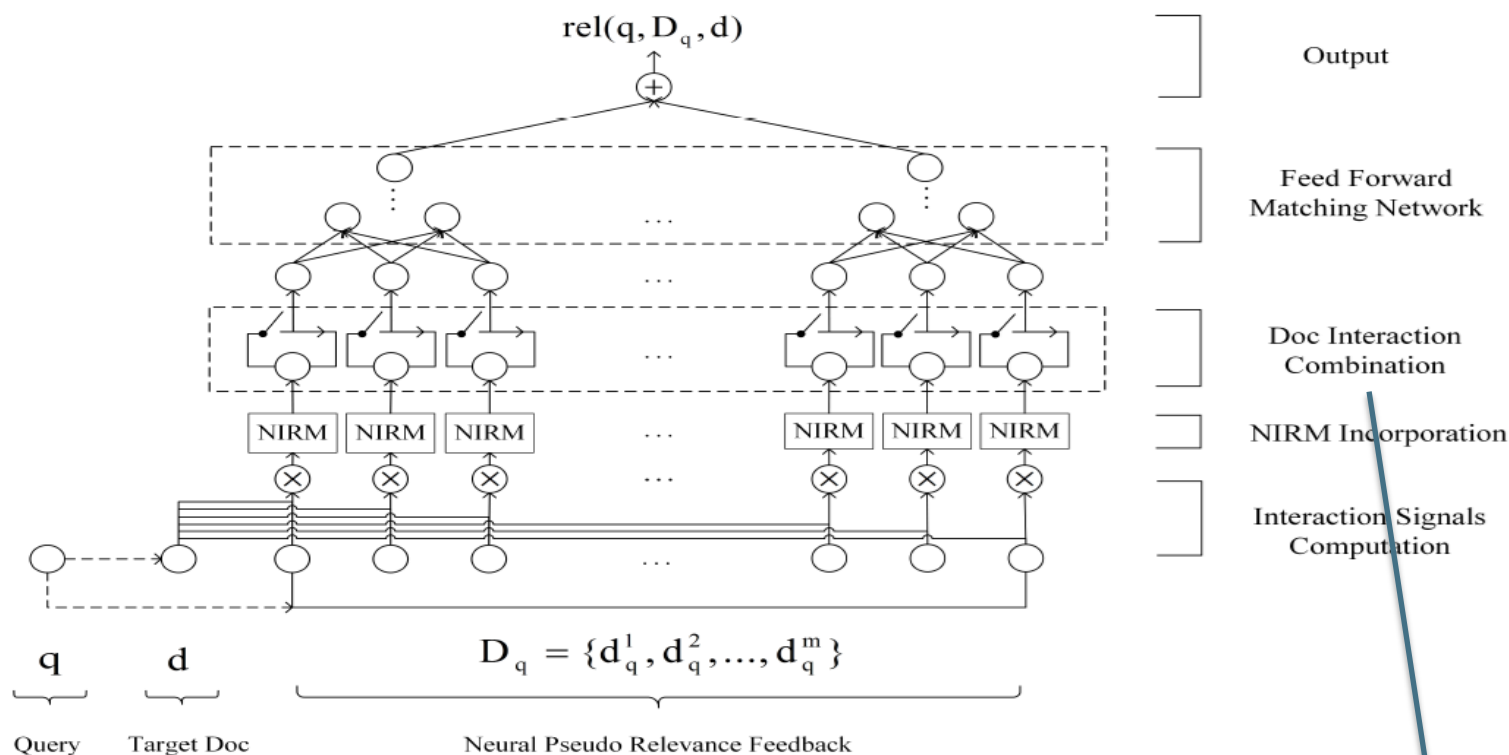 rel(q, D_q, d)
Output
Feed Forward
Matching Network
...
...
...
Doc Interaction
Combination
...
NIRM NIRM NIRM ... NIRM NIRM NIRM
NIRM Incorporation
...
Interaction Signals
Computation
...
q d D_q = {d_q^1, d_q^2, ..., d_q^m}
Query Target Doc Neural Pseudo Relevance Feedback